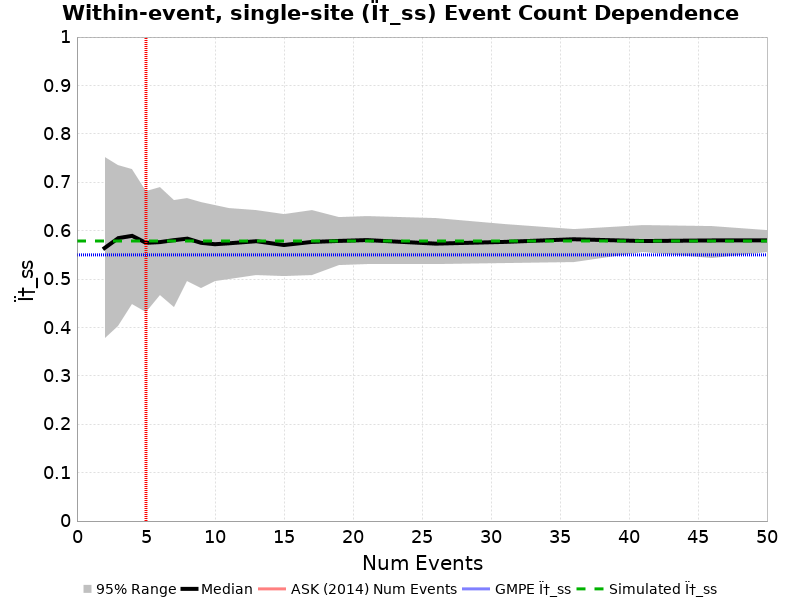 Within-event, single-site (Ï†_ss) Event Count Dependence
1
0.9
0.8
0.7
0.6
0.5
0.4
0.3
0.2
0.1
0
Ï†_ss
0 5 10 15 20 25 30 35 40 45 50
Num Events
95% Range Median ASK (2014) Num Events GMPE Ï†_ss Simulated Ï†_ss